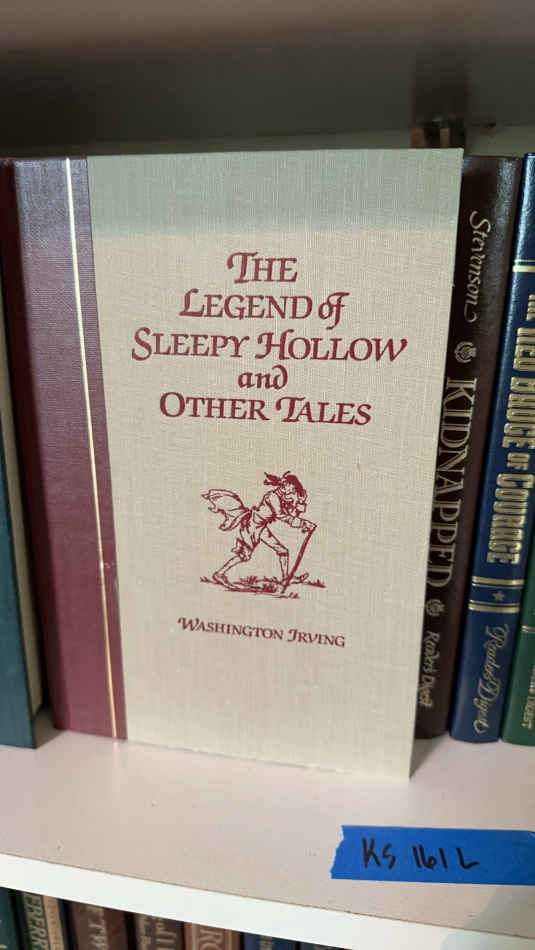 THE
LEGEND of
SLEEPY HOLLOW
and
OTHER TALES
WASHINGTON IRVING
Stevenson
KIDNAPPED
Reader's Digest
THE RED BADGE OF COURAGE
Reader's Digest
DIGEST
KS 161 L